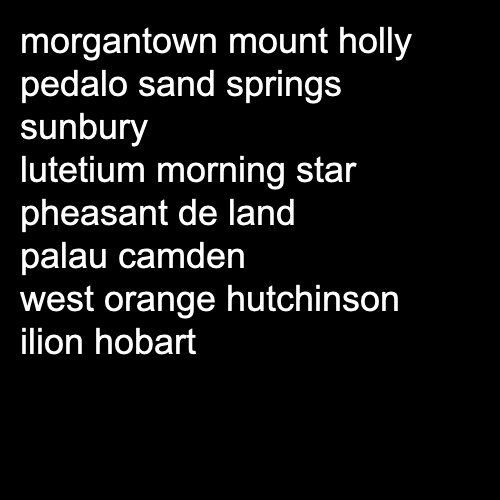 morgantown mount holly
pedalo sand springs
sunbury
lutetium morning star
pheasant de land
palau camden
west orange hutchinson
ilion hobart